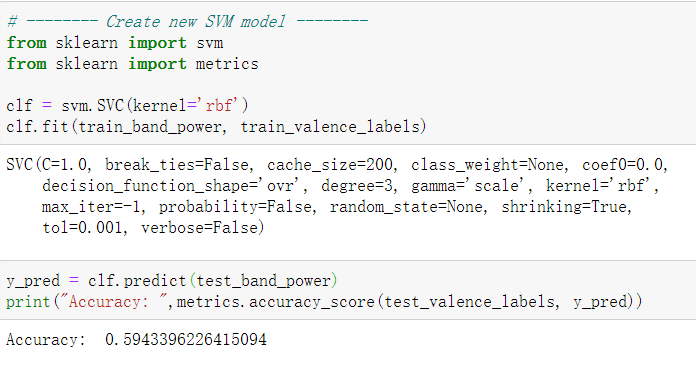 # -------- Create new SVM model --------
from sklearn import svm
from sklearn import metrics
clf = svm.SVC(kernel='rbf')
clf.fit(train_band_power, train_valence_labels)
SVC(C=1.0, break_ties=False, cache_size=200, class_weight=None, coef0=0.0,
decision_function_shape='ovr', degree=3, gamma='scale', kernel='rbf',
max_iter=-1, probability=False, random_state=None, shrinking=True,
tol=0.001, verbose=False)
y_pred = clf.predict(test_band_power)
print("Accuracy: ",metrics.accuracy_score(test_valence_labels, y_pred))
Accuracy:  0.5943396226415094